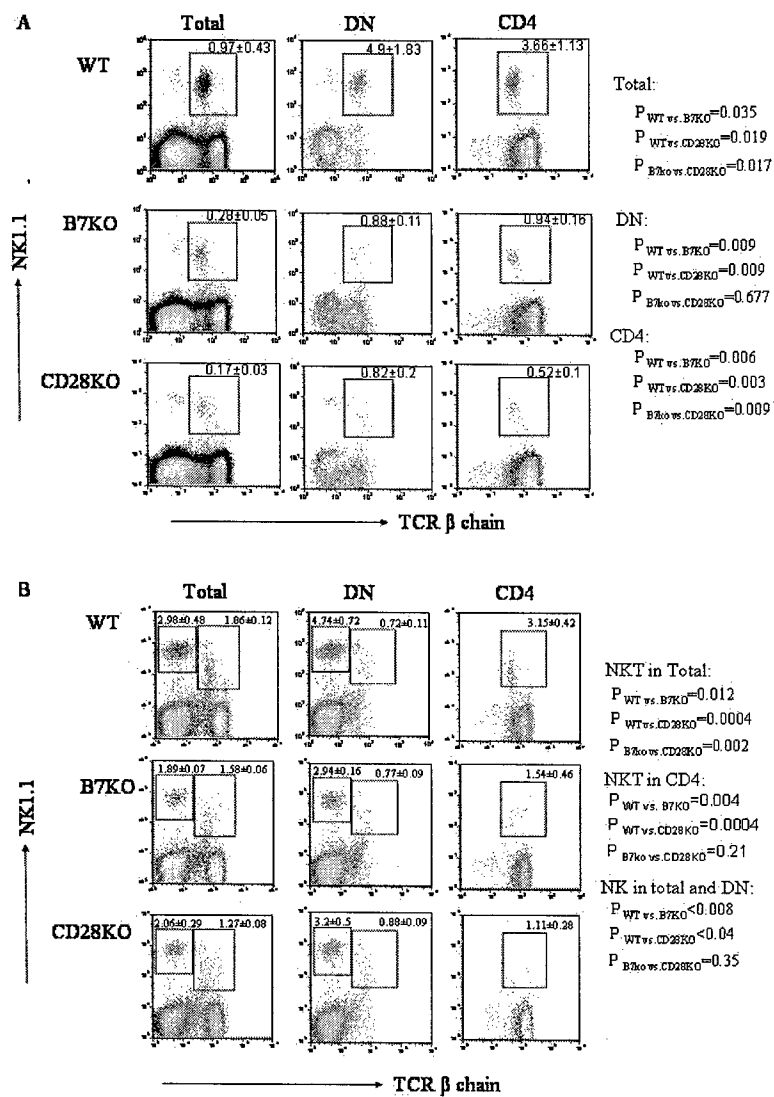 A
Total DN CD4
WT
0.97±0.43 4.9±1.83 3.66±1.13
B7KO
0.28±0.05 0.88±0.11 0.94±0.16
CD28KO
0.17±0.03 0.82±0.2 0.52±0.1
NK1.1
TCR β chain
Total:
P WT vs. B7KO=0.035
P WT vs. CD28KO=0.019
P B7ko vs. CD28KO=0.017
DN:
P WT vs. B7KO=0.009
P WT vs. CD28KO=0.009
P B7ko vs. CD28KO=0.677
CD4:
P WT vs. B7KO=0.006
P WT vs. CD28KO=0.003
P B7ko vs. CD28KO=0.009
B
Total DN CD4
WT
2.98±0.48 1.86±0.12 4.74±0.72 0.72±0.11 3.15±0.42
B7KO
1.89±0.07 1.58±0.06 2.94±0.16 0.77±0.09 1.54±0.46
CD28KO
2.06±0.29 1.27±0.08 3.2±0.5 0.88±0.09 1.11±0.28
NK1.1
TCR β chain
NKT in Total:
P WT vs. B7KO=0.012
P WT vs. CD28KO=0.0004
P B7ko vs. CD28KO=0.002
NKT in CD4:
P WT vs. B7KO=0.004
P WT vs. CD28KO=0.0004
P B7ko vs. CD28KO=0.21
NK in total and DN:
P WT vs. B7KO<0.008
P WT vs. CD28KO<0.04
P B7ko vs. CD28KO=0.35